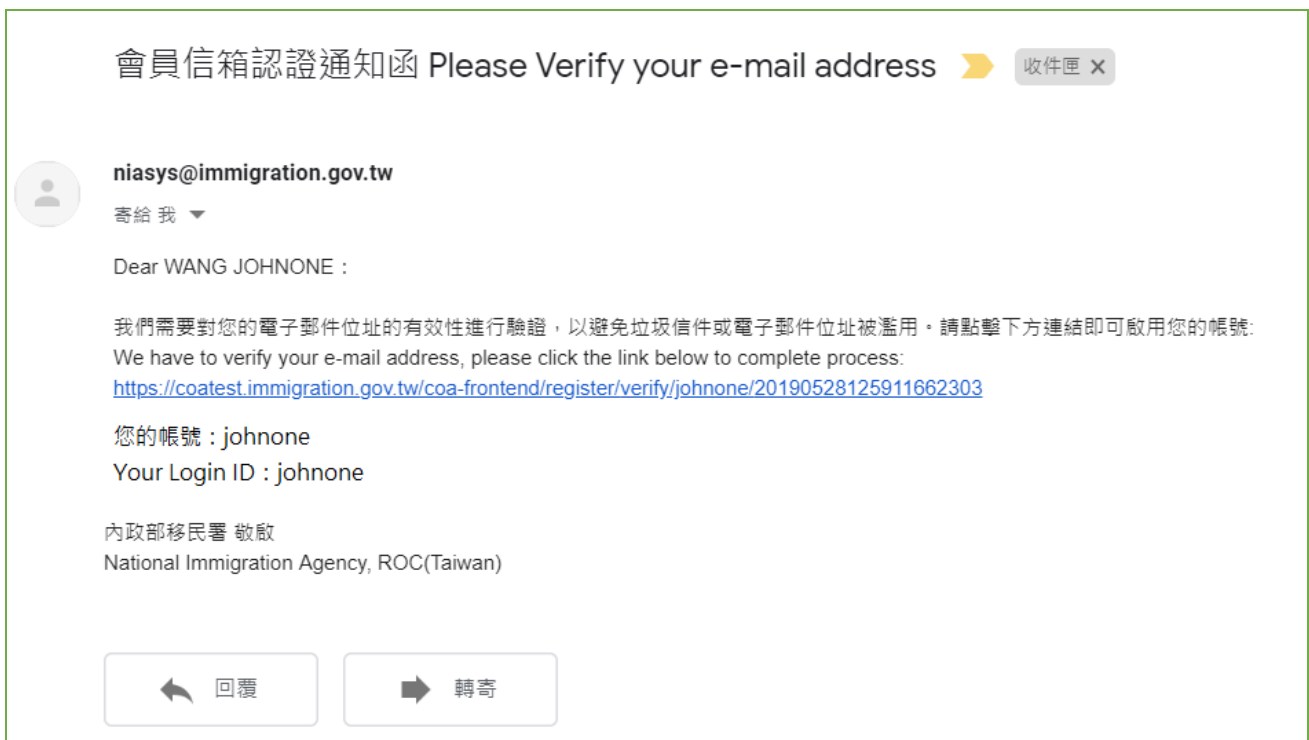 會員信箱認證通知函 Please Verify your e-mail address 收件匣
niasys@immigration.gov.tw
寄給 我
Dear WANG JOHNONE：
我們需要對您的電子郵件位址的有效性進行驗證，以避免垃圾信件或電子郵件位址被濫用。請點擊下方連結即可啟用您的帳號:
We have to verify your e-mail address, please click the link below to complete process:
https://coatest.immigration.gov.tw/coa-frontend/register/verify/johnone/20190528125911662303
您的帳號：johnone
Your Login ID：johnone
內政部移民署 敬啟
National Immigration Agency, ROC(Taiwan)
回覆 轉寄